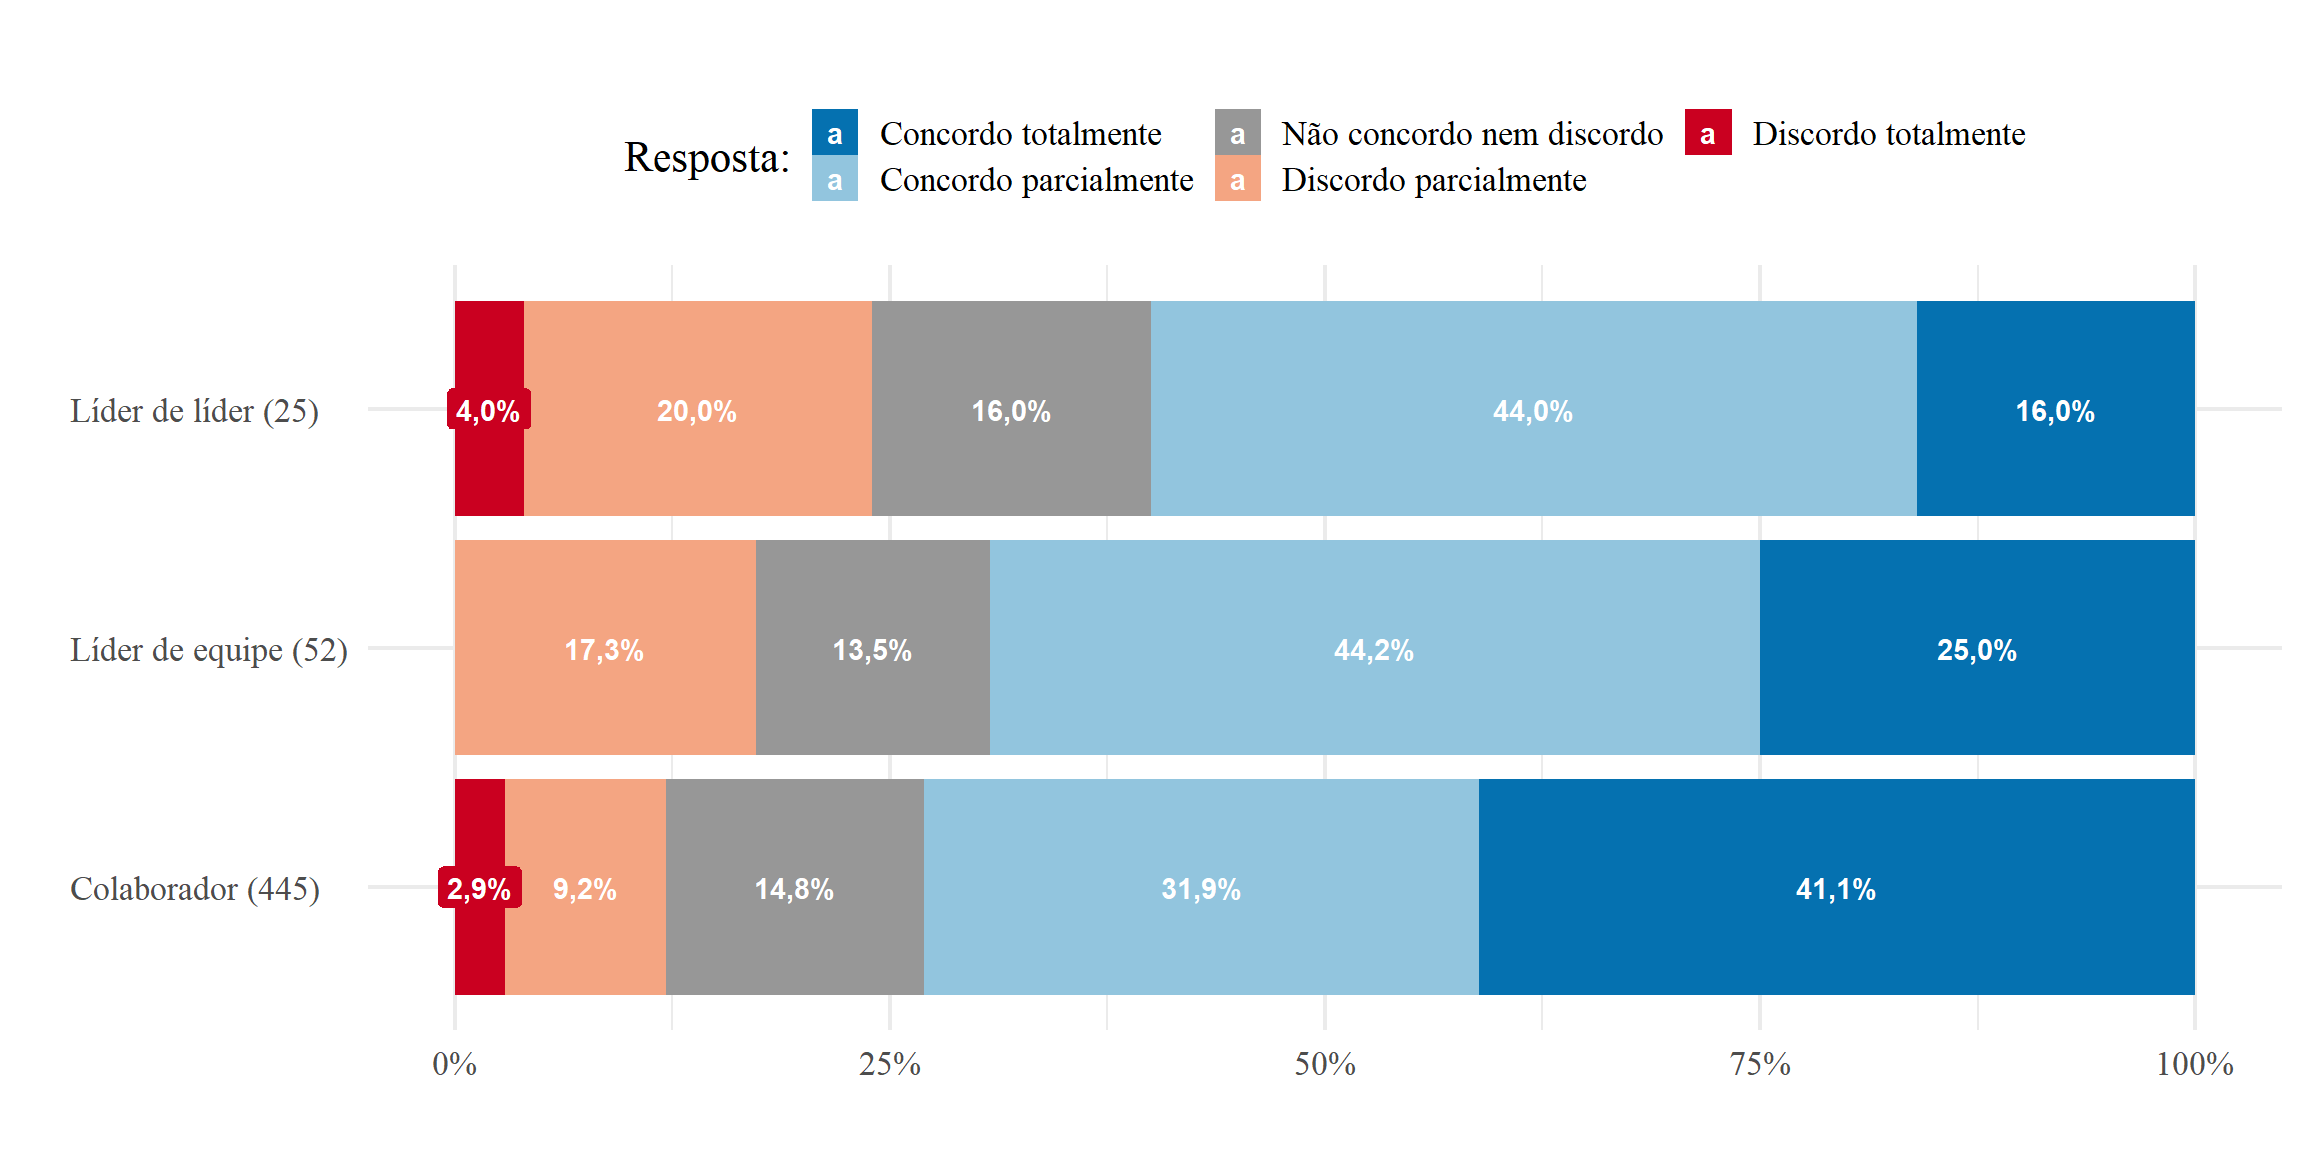 Resposta:
a Concordo totalmente a Não concordo nem discordo a Discordo totalmente
a Concordo parcialmente a Discordo parcialmente
Líder de líder (25) 4,0% 20,0% 16,0% 44,0% 16,0%
Líder de equipe (52) 17,3% 13,5% 44,2% 25,0%
Colaborador (445) 2,9% 9,2% 14,8% 31,9% 41,1%
0% 25% 50% 75% 100%